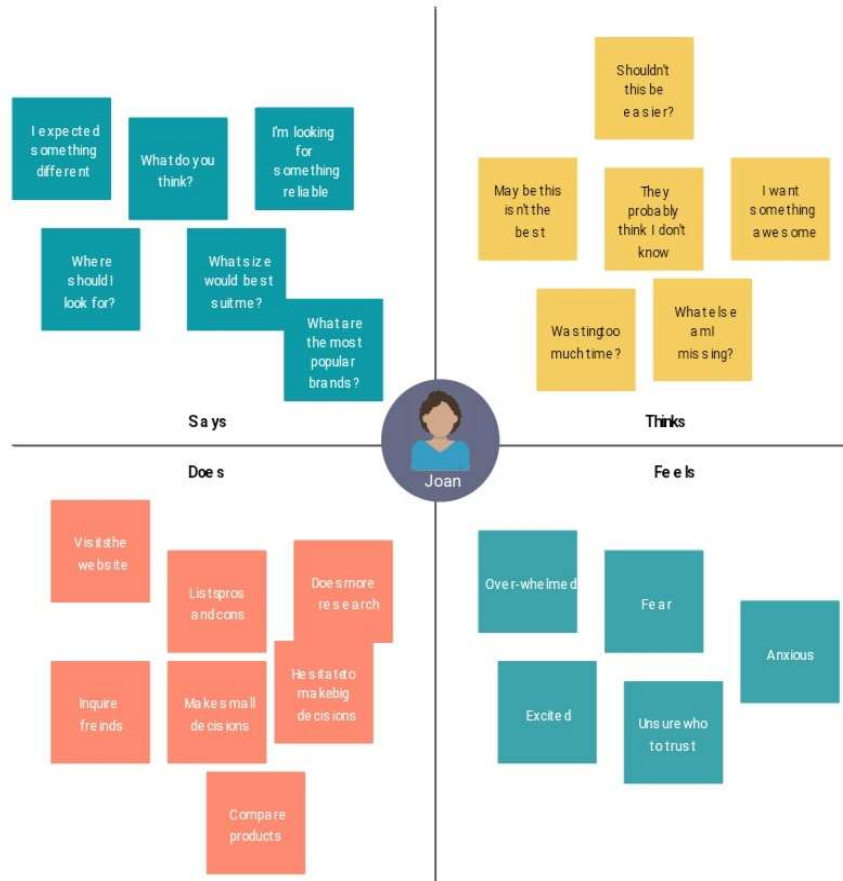 I expected
something
different
What do you
think?
I'm looking
for
something
reliable
Where
should I
look for?
What size
would best
suit me?
What are
the most
popular
brands?
Says
Shouldn't
this be
easier?
May be this
isn't the
best
They
probably
think I don't
know
I want
something
awesome
Wasting too
much time?
What else
am I
missing?
Thinks
Joan
Does
Visits the
website
Lists pros
and cons
Does more
research
Inquire
freinds
Make small
decisions
Hesitate to
make big
decisions
Compare
products
Feels
Over-whelmed
Fear
Anxious
Excited
Unsure who
to trust